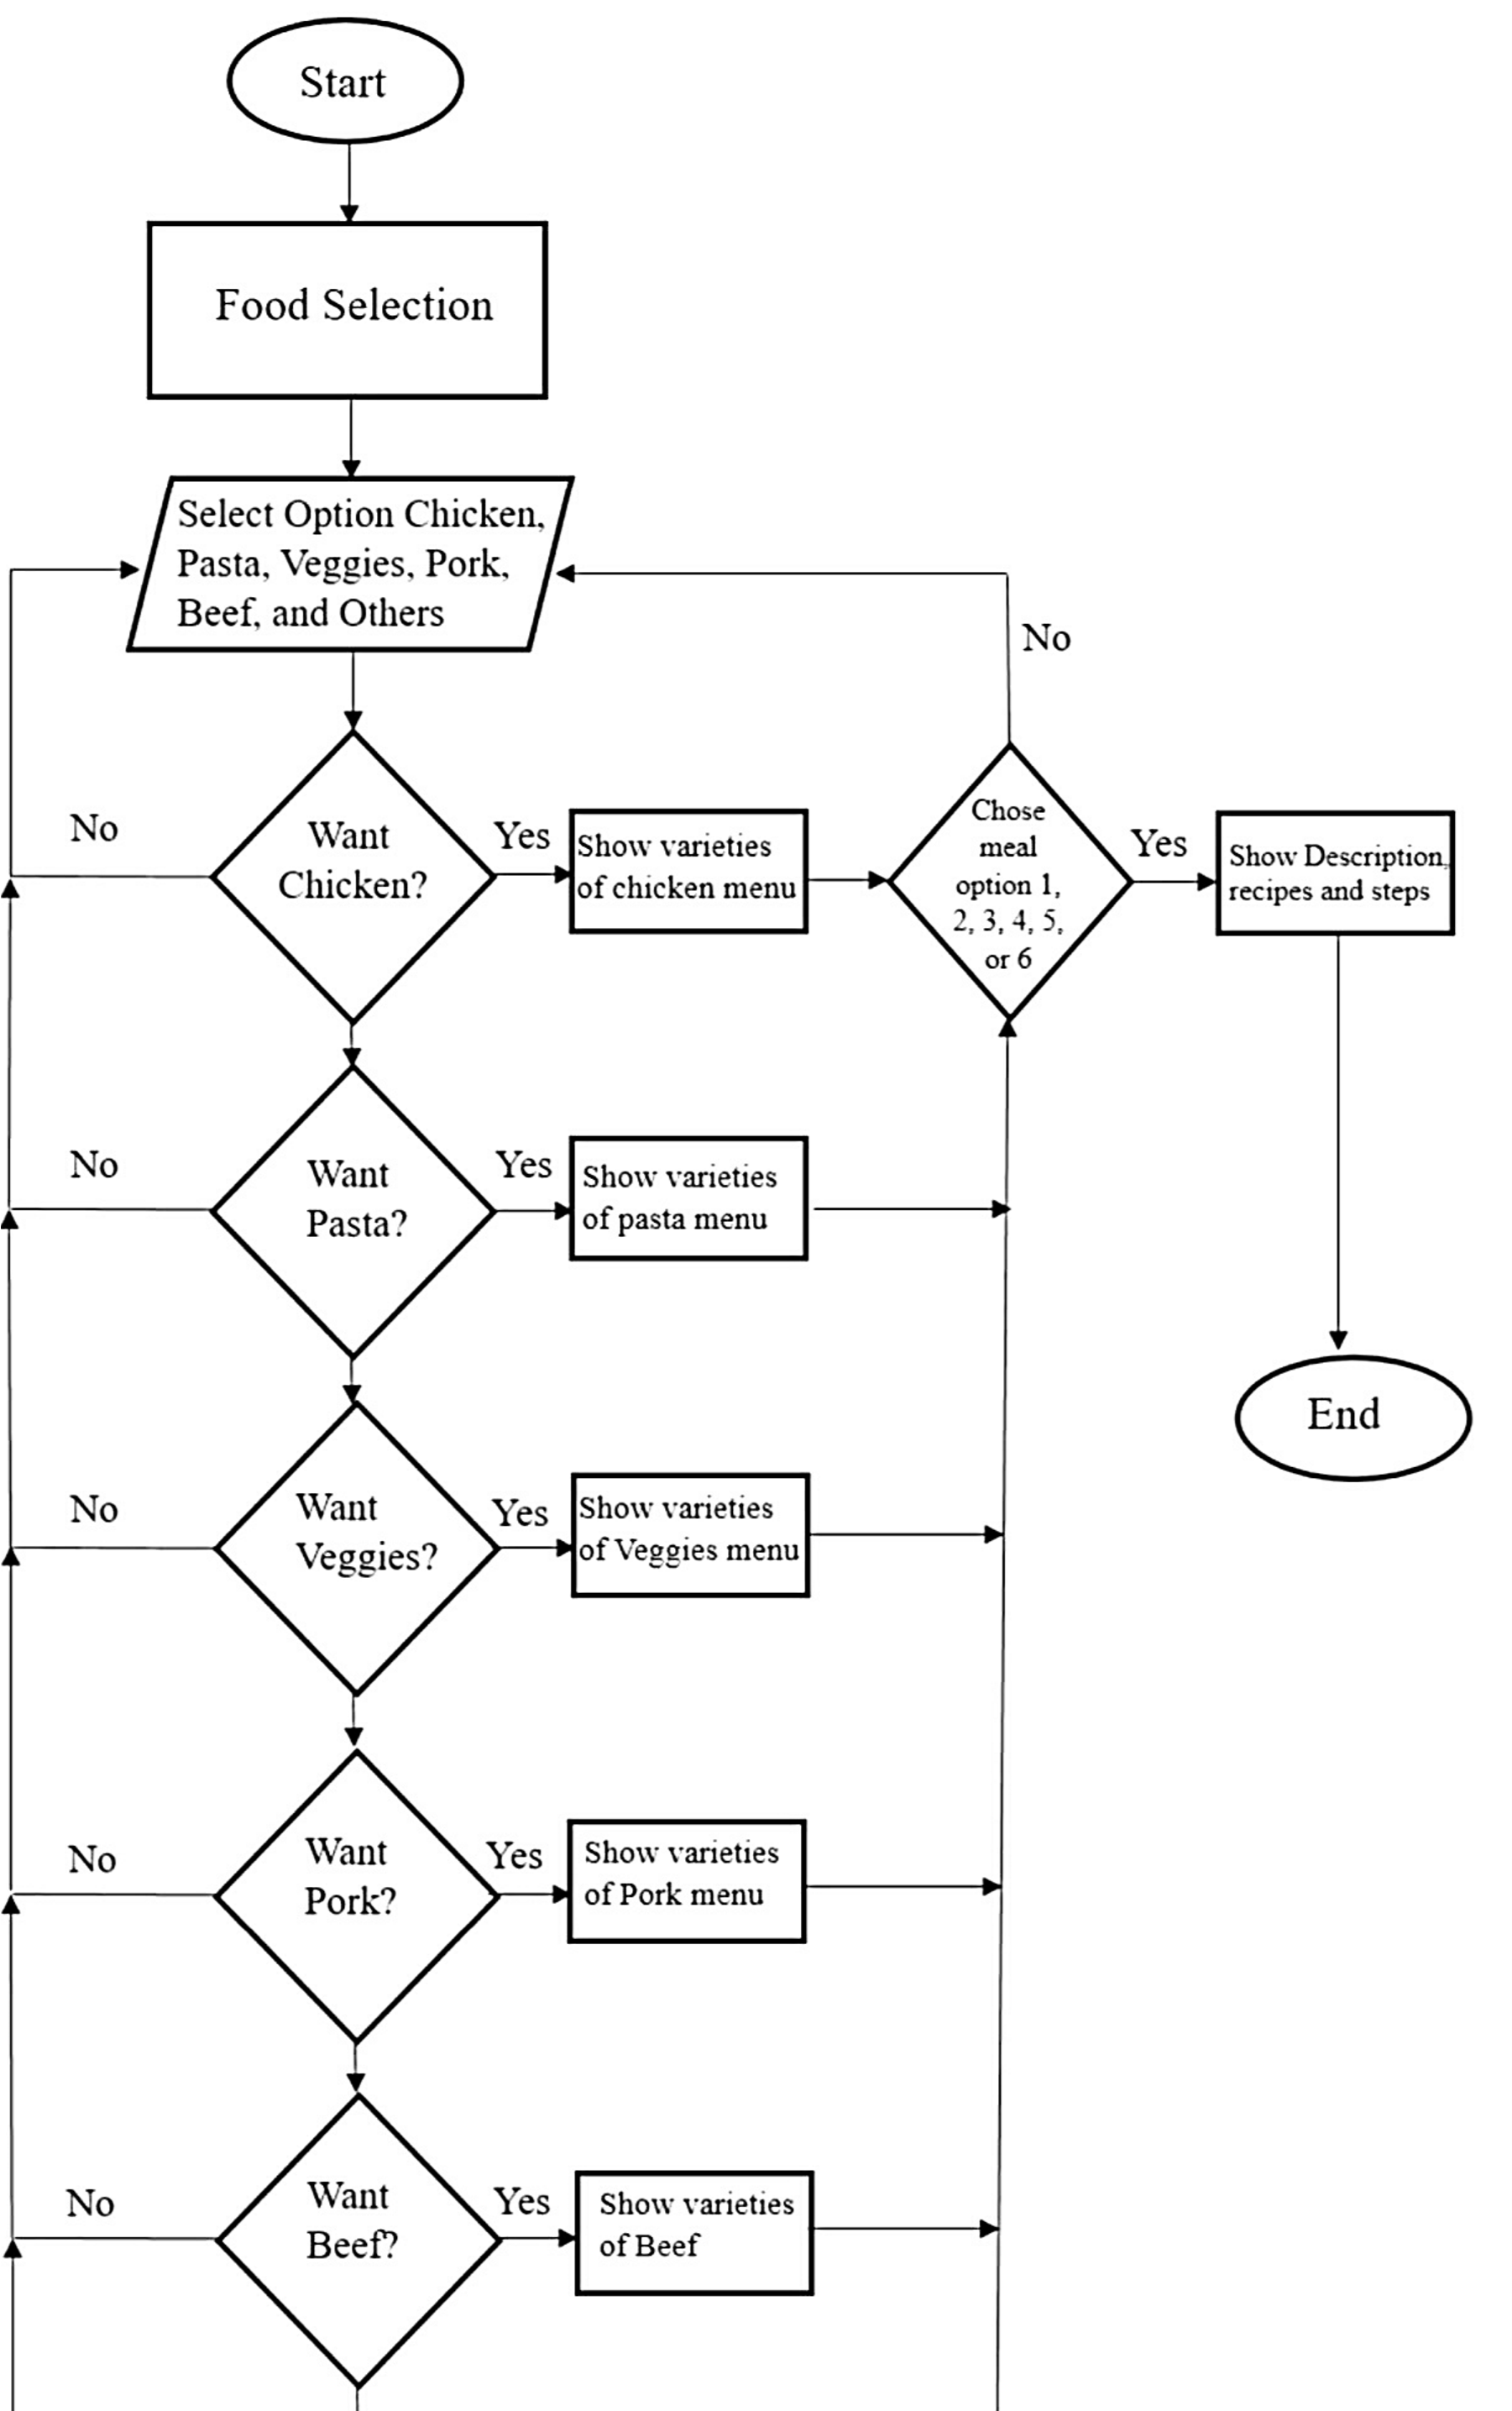 Start
Food Selection
Select Option Chicken,
Pasta, Veggies, Pork,
Beef, and Others
No
No
Want
Chicken?
Yes
Show varieties
of chicken menu
Chose
meal
option 1,
2, 3, 4, 5,
or 6
Yes
Show Description,
recipes and steps
No
Want
Pasta?
Yes
Show varieties
of pasta menu
End
No
Want
Veggies?
Yes
Show varieties
of Veggies menu
No
Want
Pork?
Yes
Show varieties
of Pork menu
No
Want
Beef?
Yes
Show varieties
of Beef